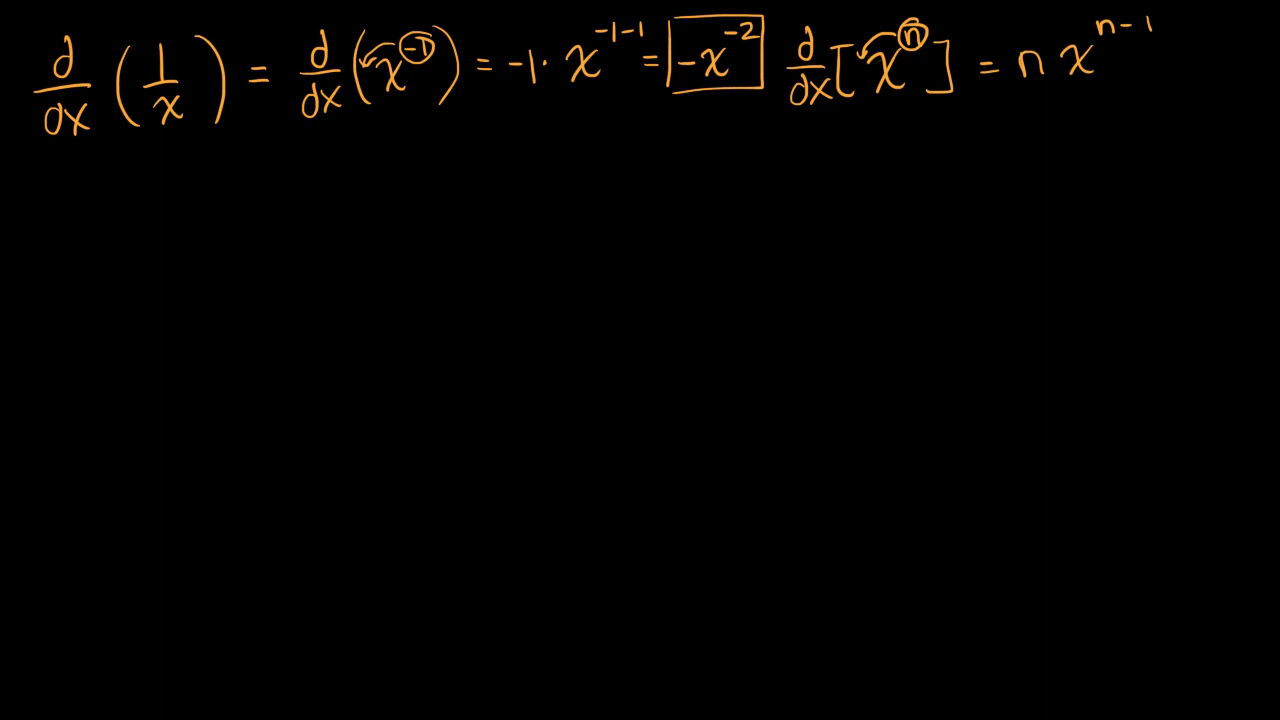 d/dx (1/x) = d/dx (x^-1) = -1 · x^-1-1 = -x^-2 d/dx [x^n] = n x^n-1